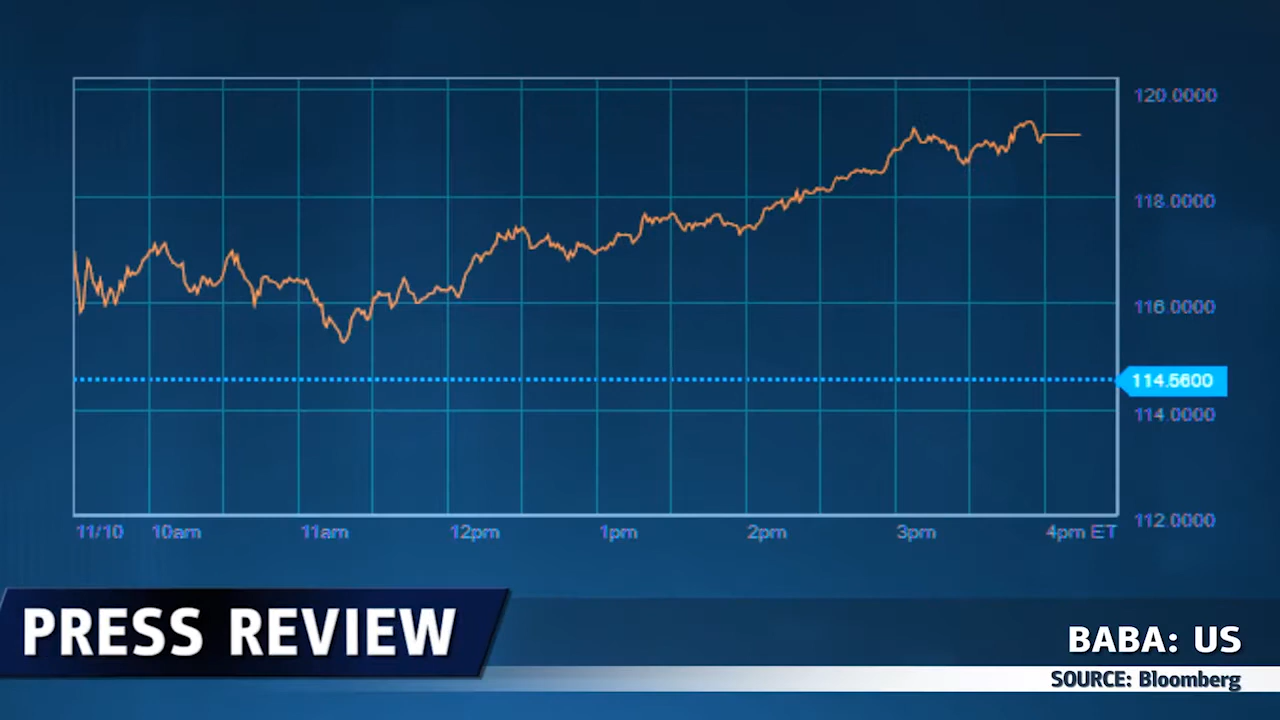 120.0000
118.0000
116.0000
114.5600
114.0000
112.0000
11/10 10am 11am 12pm 1pm 2pm 3pm 4pm ET
PRESS REVIEW
BABA: US
SOURCE: Bloomberg